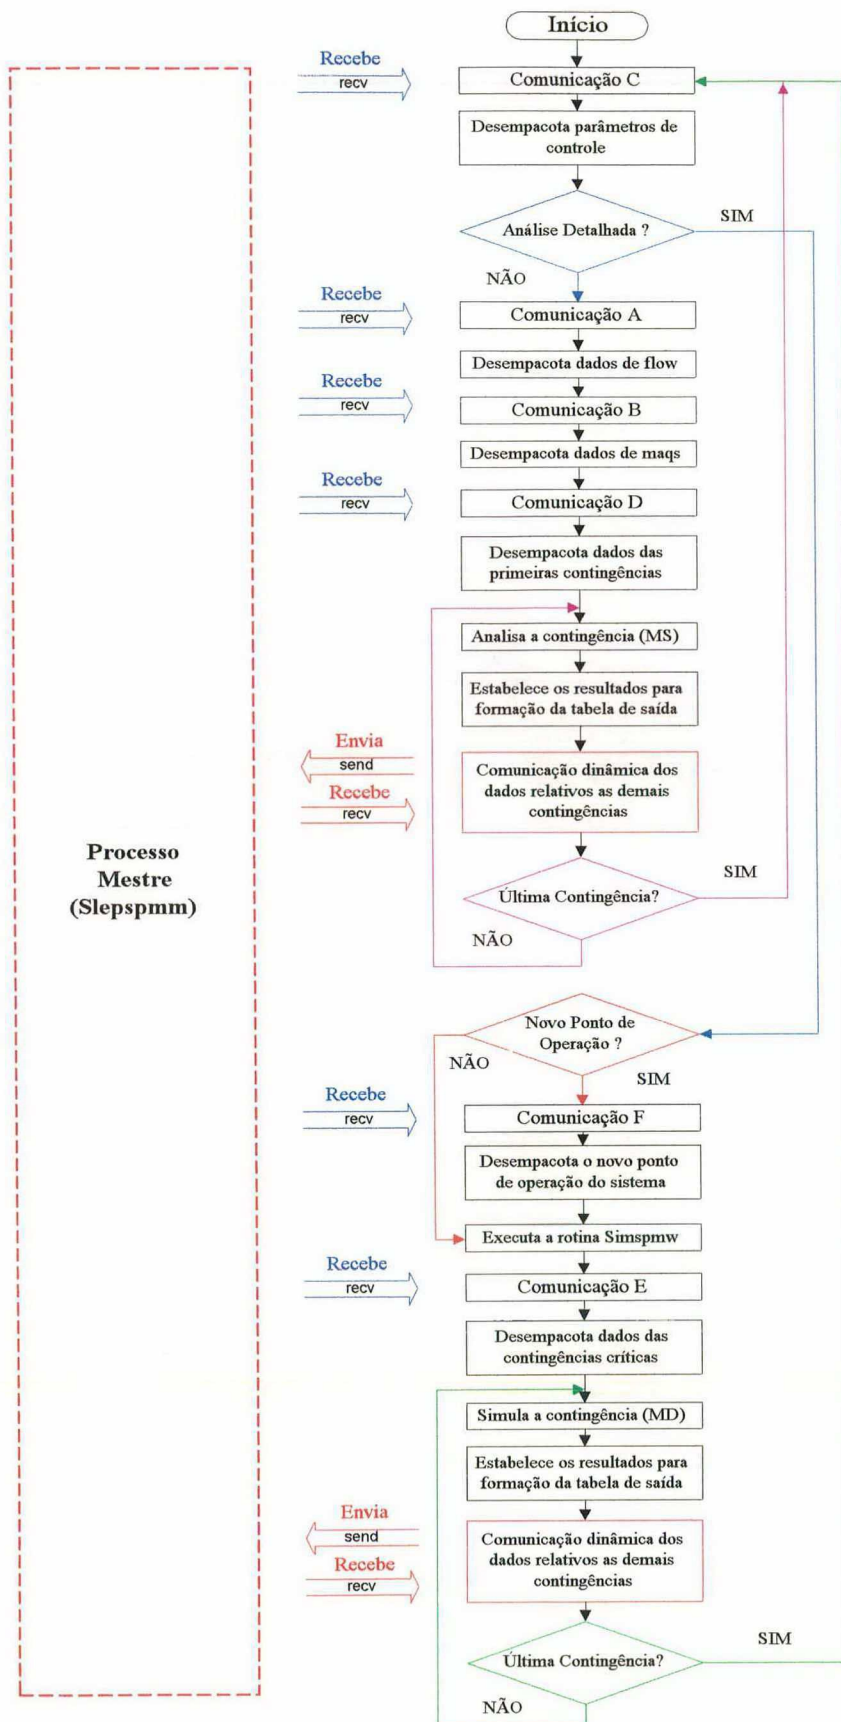 Início
Recebe
recv
Comunicação C
Desempacota parâmetros de
controle
SIM
Análise Detalhada ?
NÃO
Recebe
recv
Comunicação A
Desempacota dados de flow
Recebe
recv
Comunicação B
Desempacota dados de maqs
Recebe
recv
Comunicação D
Desempacota dados das
primeiras contingências
Analisa a contingência (MS)
Estabelece os resultados para
formação da tabela de saída
Envia
send
Recebe
recv
Comunicação dinâmica dos
dados relativos as demais
contingências
Processo
Mestre
(Slepspmm)
SIM
Última Contingência?
NÃO
Novo Ponto de
Operação ?
NÃO
SIM
Recebe
recv
Comunicação F
Desempacota o novo ponto
de operação do sistema
Executa a rotina Simspmw
Recebe
recv
Comunicação E
Desempacota dados das
contingências críticas
Simula a contingência (MD)
Estabelece os resultados para
formação da tabela de saída
Envia
send
Recebe
recv
Comunicação dinâmica dos
dados relativos as demais
contingências
SIM
Última Contingência?
NÃO